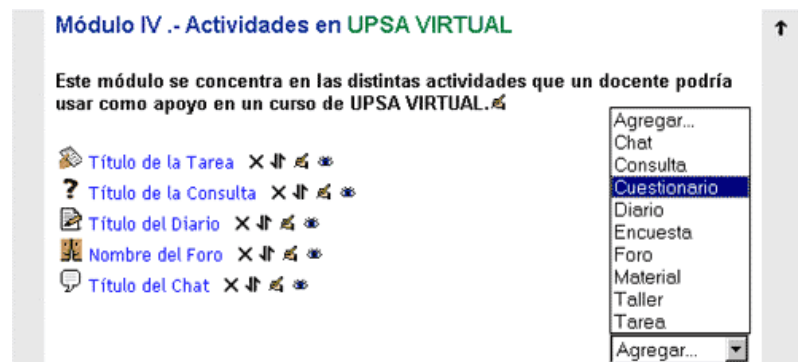 Módulo IV .- Actividades en UPSA VIRTUAL
Este módulo se concentra en las distintas actividades que un docente podría
usar como apoyo en un curso de UPSA VIRTUAL.
Título de la Tarea
Título de la Consulta
Título del Diario
Nombre del Foro
Título del Chat
Agregar...
Chat
Consulta
Cuestionario
Diario
Encuesta
Foro
Material
Taller
Tarea
Agregar...